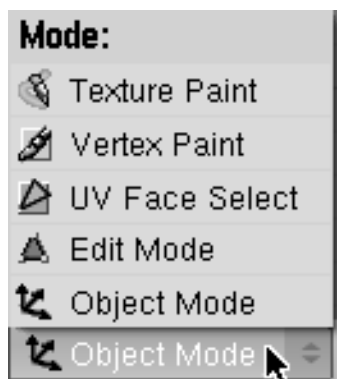 Mode:
Texture Paint
Vertex Paint
UV Face Select
Edit Mode
Object Mode
Object Mode